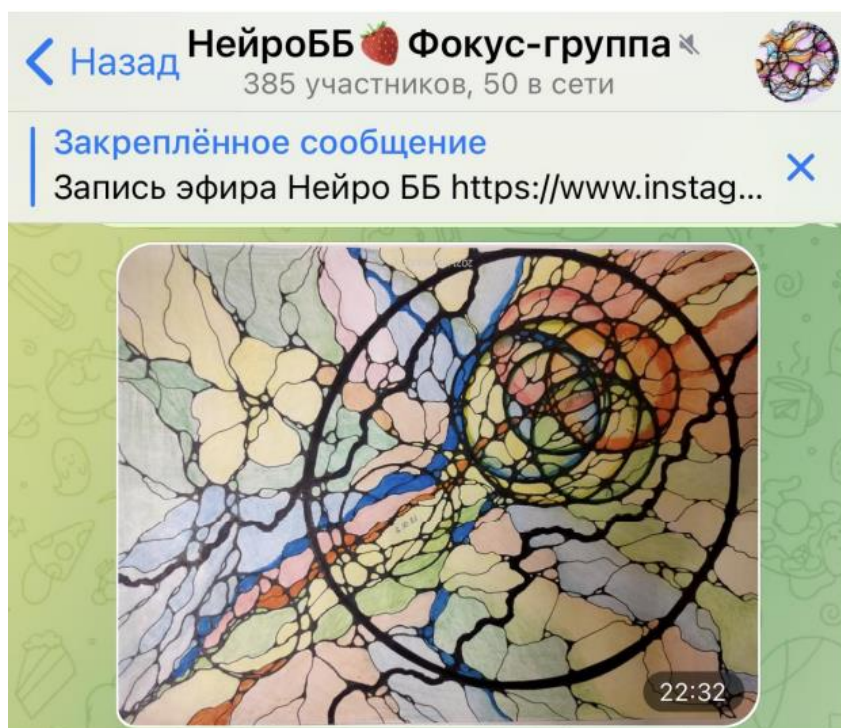 Назад
НейроББ🍓 Фокус-группа
385 участников, 50 в сети
Закреплённое сообщение
Запись эфира Нейро ББ https://www.instag...
22:32